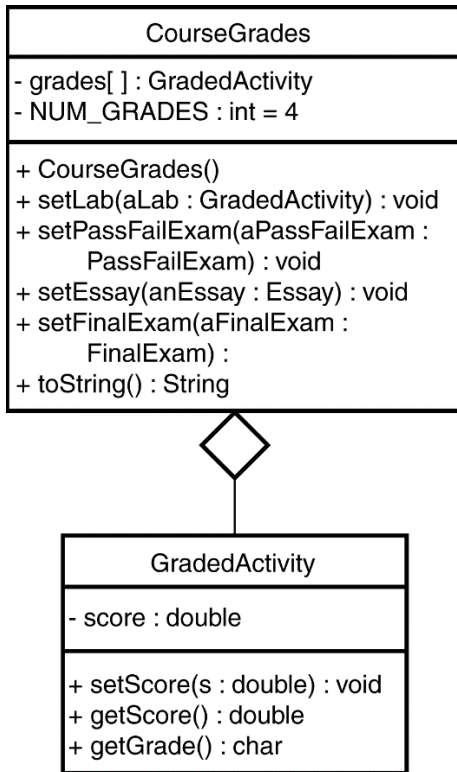 CourseGrades
- grades[ ] : GradedActivity
- NUM_GRADES : int = 4
+ CourseGrades()
+ setLab(aLab : GradedActivity) : void
+ setPassFailExam(aPassFailExam :
PassFailExam) : void
+ setEssay(anEssay : Essay) : void
+ setFinalExam(aFinalExam :
FinalExam) :
+ toString() : String
GradedActivity
- score : double
+ setScore(s : double) : void
+ getScore() : double
+ getGrade() : char